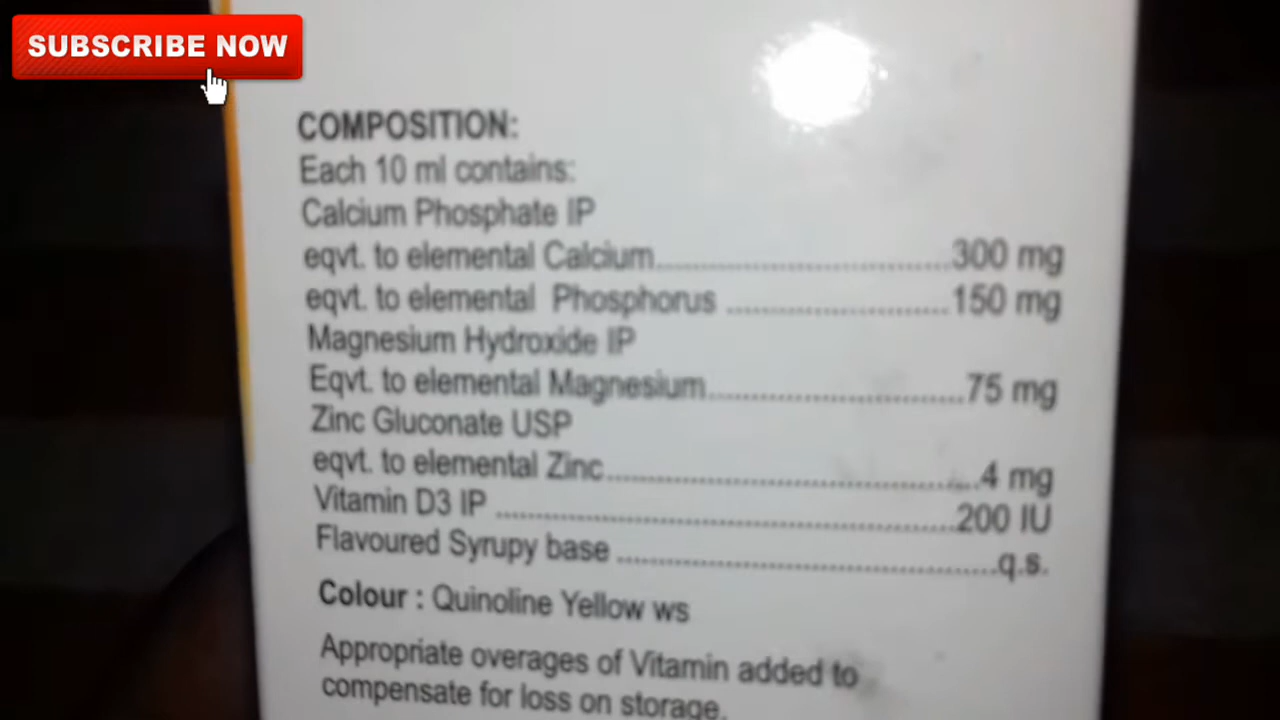 SUBSCRIBE NOW
COMPOSITION:
Each 10 ml contains:
Calcium Phosphate IP
eqvt. to elemental Calcium..............................300 mg
eqvt. to elemental Phosphorus ......................150 mg
Magnesium Hydroxide IP
Eqvt. to elemental Magnesium..........................75 mg
Zinc Gluconate USP
eqvt. to elemental Zinc......................................4 mg
Vitamin D3 IP ...............................................200 IU
Flavoured Syrupy base ......................................q.s.
Colour : Quinoline Yellow ws
Appropriate overages of Vitamin added to
compensate for loss on storage.